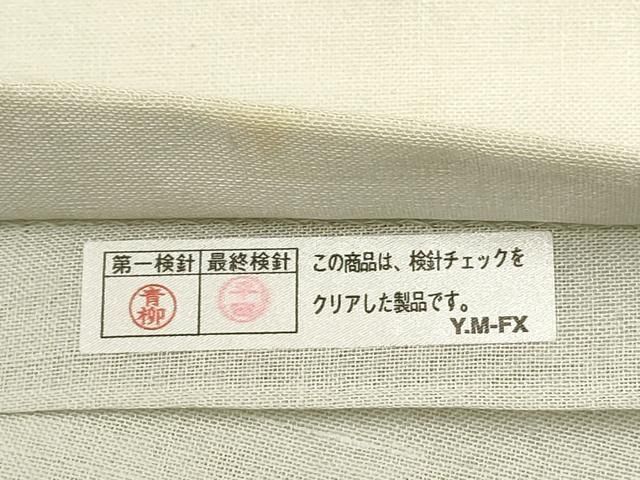 第一検針 最終検針
青柳
この商品は、検針チェックを
クリアした製品です。
Y.M-FX